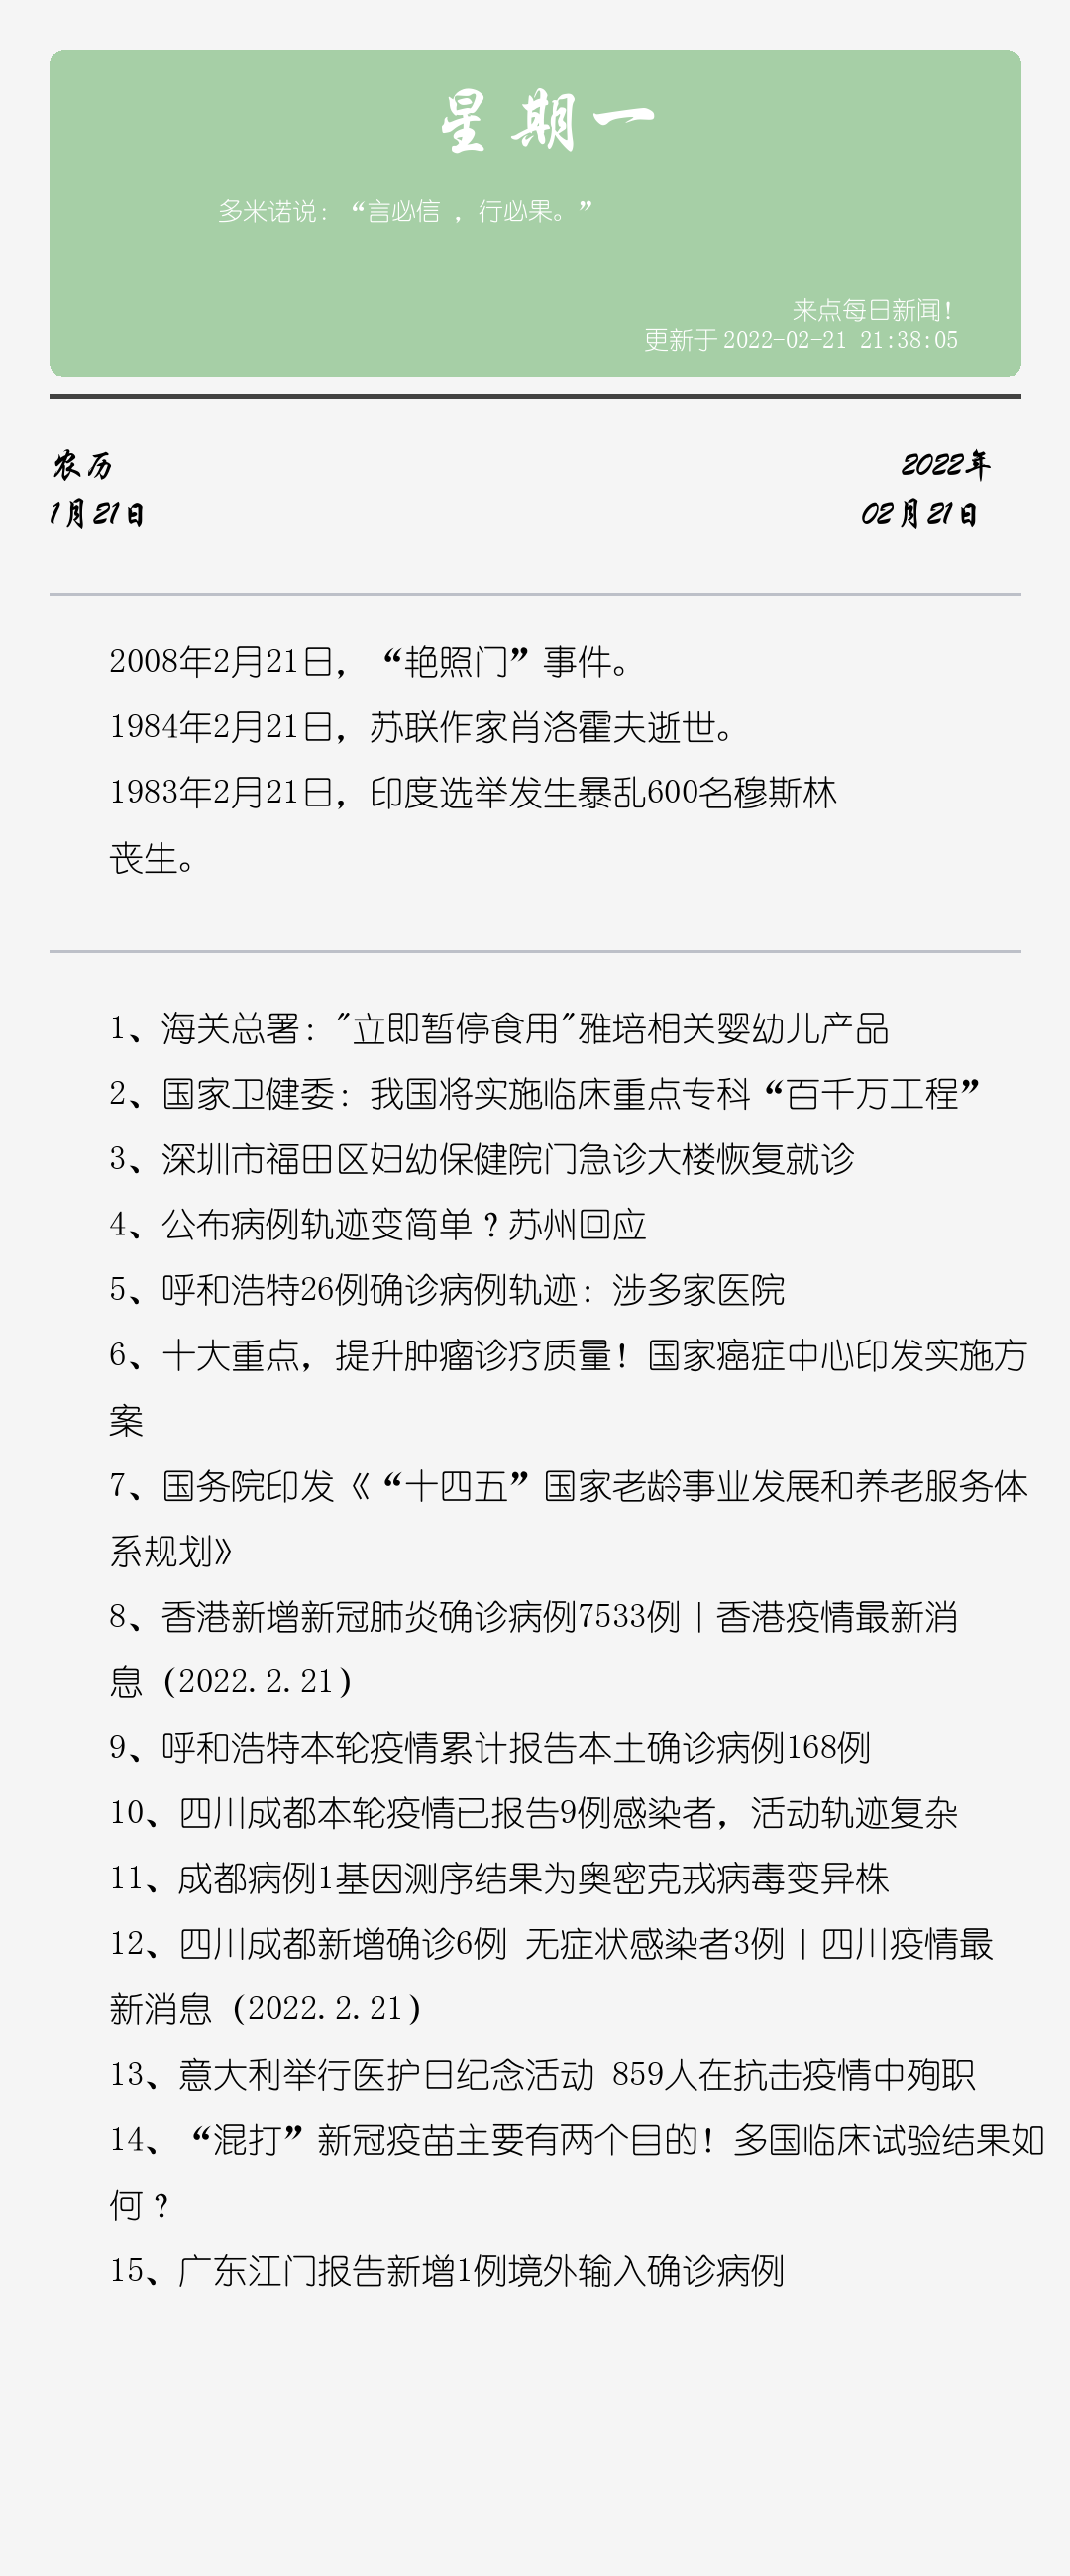 星期一
多米诺说：“言必信 ，行必果。”
来点每日新闻！
更新于2022-02-21 21:38:05
农历
2022年
1月21日
02月21日
2008年2月21日，“艳照门”事件。
1984年2月21日，苏联作家肖洛霍夫逝世。
1983年2月21日，印度选举发生暴乱600名穆斯林
丧生。
1、海关总署："立即暂停食用"雅培相关婴幼儿产品
2、国家卫健委：我国将实施临床重点专科“百千万工程”
3、深圳市福田区妇幼保健院门急诊大楼恢复就诊
4、公布病例轨迹变简单？苏州回应
5、呼和浩特26例确诊病例轨迹：涉多家医院
6、十大重点，提升肿瘤诊疗质量！国家癌症中心印发实施方
案
7、国务院印发《“十四五”国家老龄事业发展和养老服务体
系规划》
8、香港新增新冠肺炎确诊病例7533例丨香港疫情最新消
息（2022.2.21）
9、呼和浩特本轮疫情累计报告本土确诊病例168例
10、四川成都本轮疫情已报告9例感染者，活动轨迹复杂
11、成都病例1基因测序结果为奥密克戎病毒变异株
12、四川成都新增确诊6例 无症状感染者3例丨四川疫情最
新消息（2022.2.21）
13、意大利举行医护日纪念活动 859人在抗击疫情中殉职
14、“混打”新冠疫苗主要有两个目的！多国临床试验结果如
何？
15、广东江门报告新增1例境外输入确诊病例